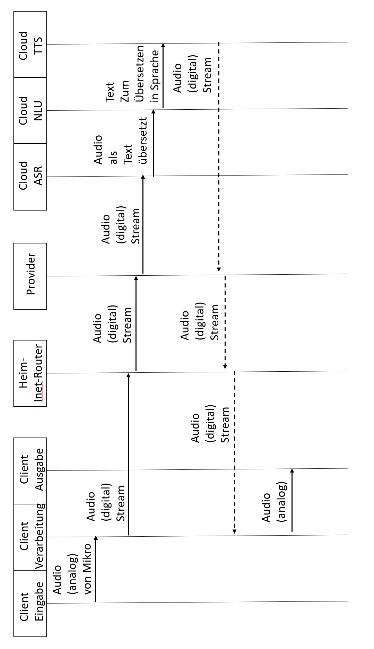 Client
Eingabe
Client
Verarbeitung
Client
Ausgabe
Heim-
Inet-Router
Provider
Cloud
ASR
Cloud
NLU
Cloud
TTS
Audio
(analog)
von Mikro
Audio
(digital)
Stream
Audio
(digital)
Stream
Audio
(digital)
Stream
Audio
als
Text
übersetzt
Text
Zum
Übersetzen
in Sprache
Audio
(digital)
Stream
Audio
(digital)
Stream
Audio
(digital)
Stream
Audio
(analog)